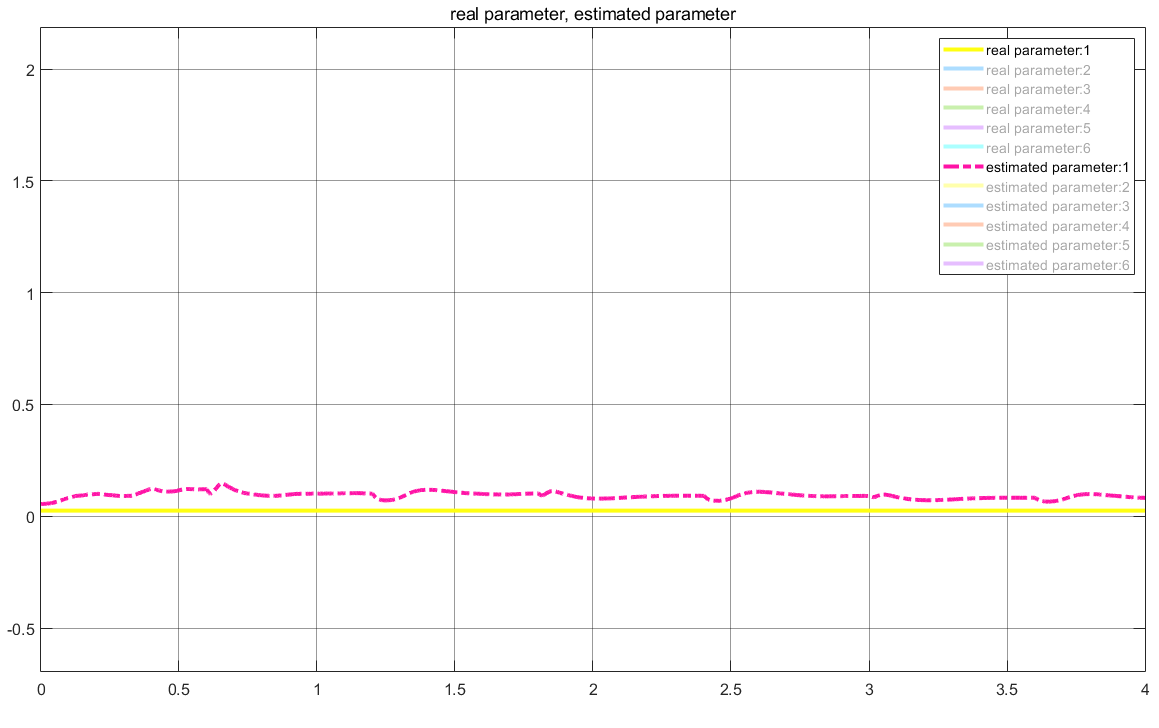 real parameter, estimated parameter
real parameter:1
real parameter:2
real parameter:3
real parameter:4
real parameter:5
real parameter:6
estimated parameter:1
estimated parameter:2
estimated parameter:3
estimated parameter:4
estimated parameter:5
estimated parameter:6
2
1.5
1
0.5
0
-0.5
0 0.5 1 1.5 2 2.5 3 3.5 4